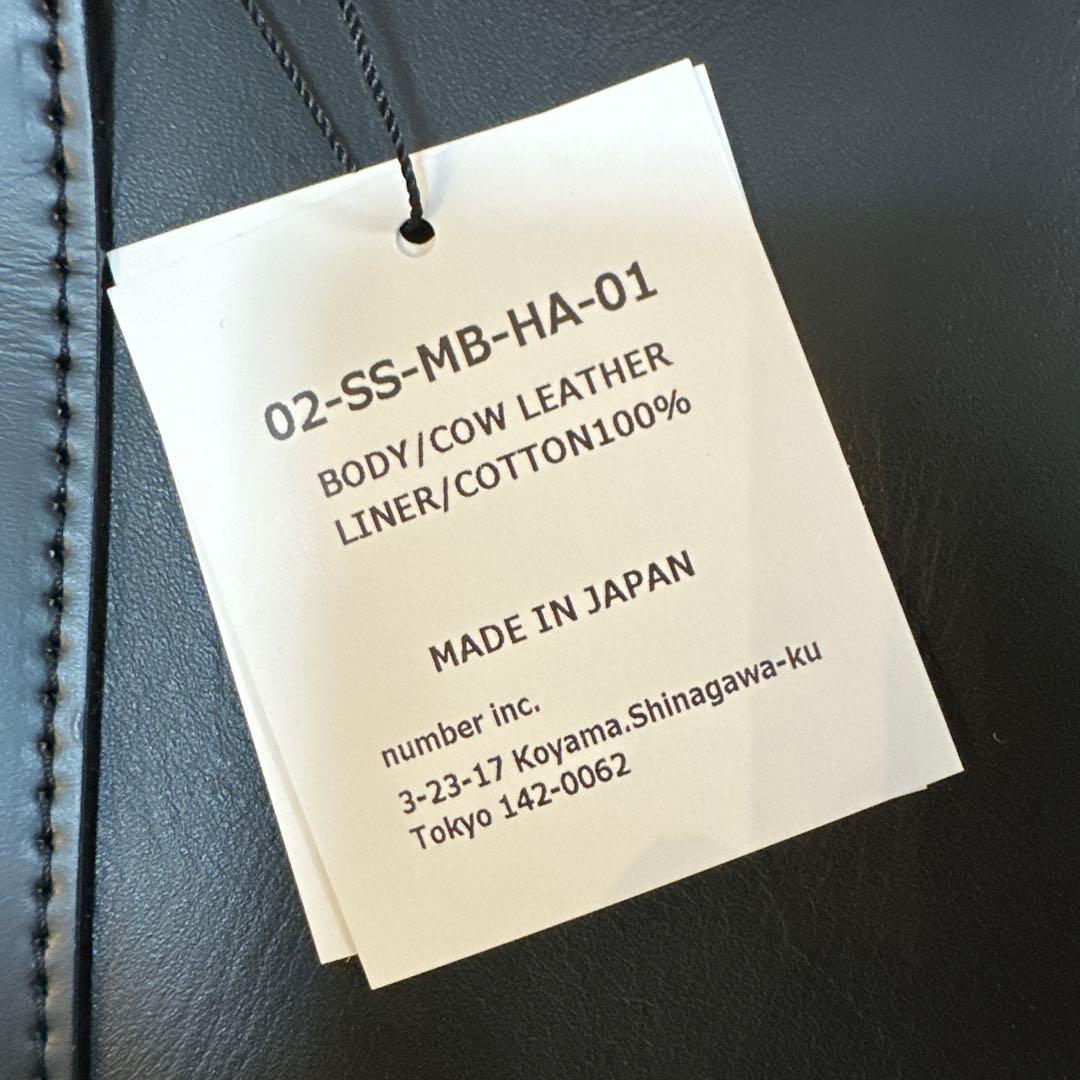 02-SS-MB-HA-01
BODY/COW LEATHER
LINER/COTTON100%
MADE IN JAPAN
number inc.
3-23-17 Koyama.Shinagawa-ku
Tokyo 142-0062